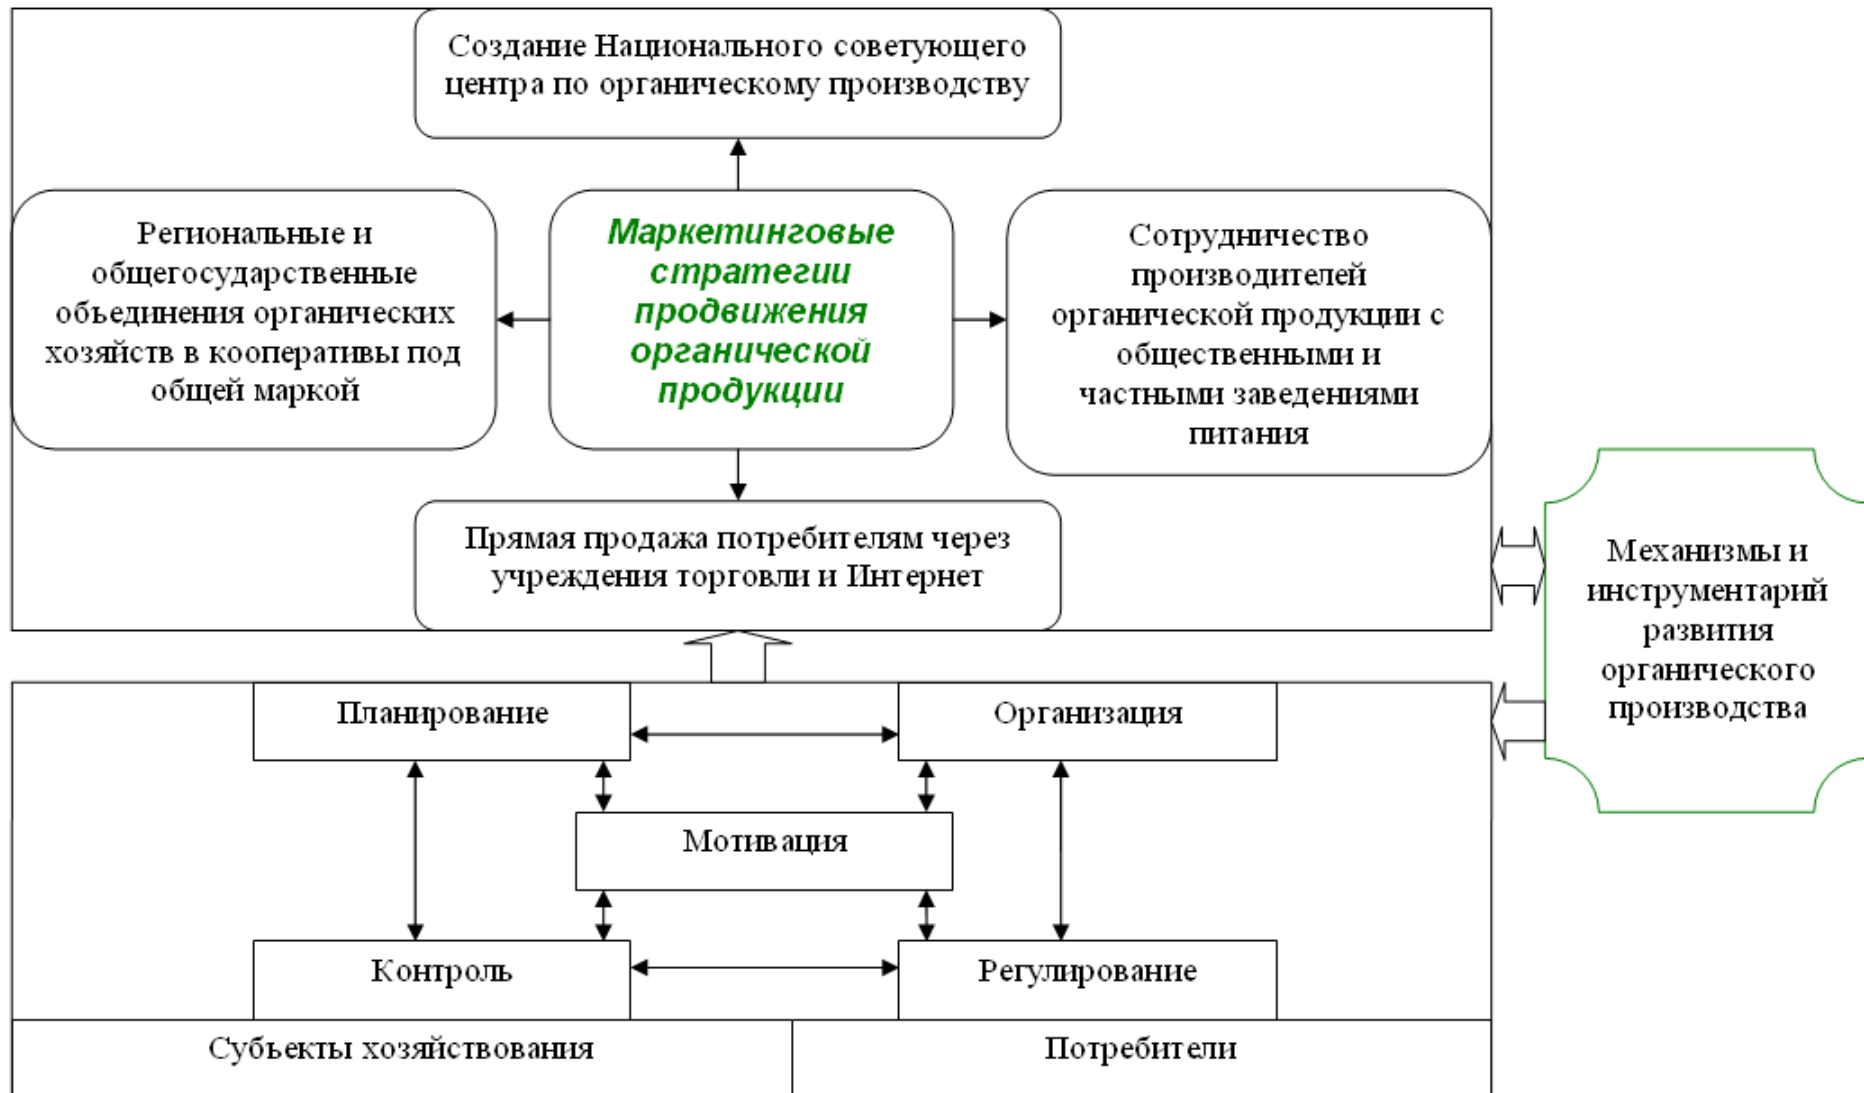 Создание Национального советующего
центра по органическому производству
Региональные и
общегосударственные
обьединения органических
хозяйств в кооперативы под
общей маркой
Маркетинговые
стратегии
продвижения
органической
продукции
Сотрудничество
производителей
органической продукции с
общественными и
частными заведениями
питания
Прямая продажа потребителям через
учреждения торговли и Интернет
Механизмы и
инструментарий
развития
органического
производства
Планирование
Организация
Мотивация
Контроль
Регулирование
Субьекты хозяйствования
Потребители